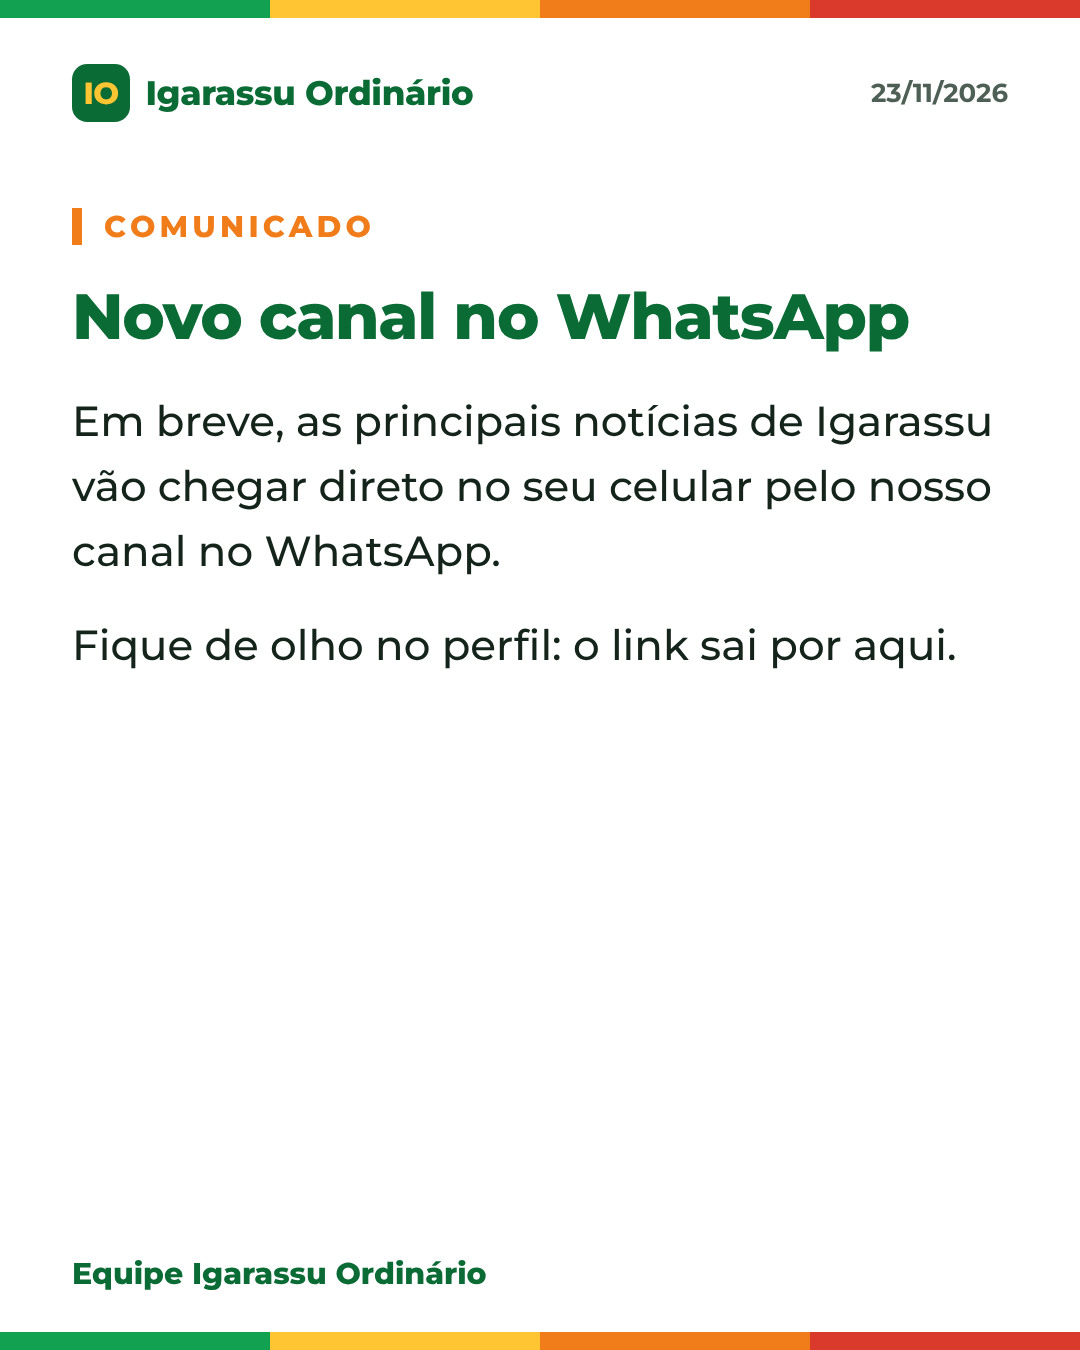 IO Igarassu Ordinário 23/11/2026
COMUNICADO
Novo canal no WhatsApp
Em breve, as principais notícias de Igarassu
vão chegar direto no seu celular pelo nosso
canal no WhatsApp.
Fique de olho no perfil: o link sai por aqui.
Equipe Igarassu Ordinário